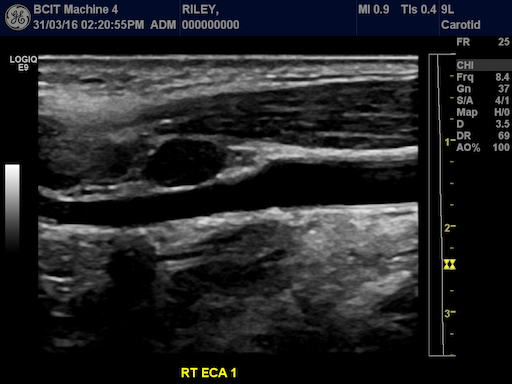 BCIT Machine 4
RILEY,
MI 0.9 TIs 0.4 9L
31/03/16 02:20:55PM ADM
000000000
Carotid
LOGIQ
E9
FR 25
CHI
Frq 8.4
Gn 37
S/A 4/1
Map H/0
D 3.5
DR 69
AO% 100
1
2
3
RT ECA 1